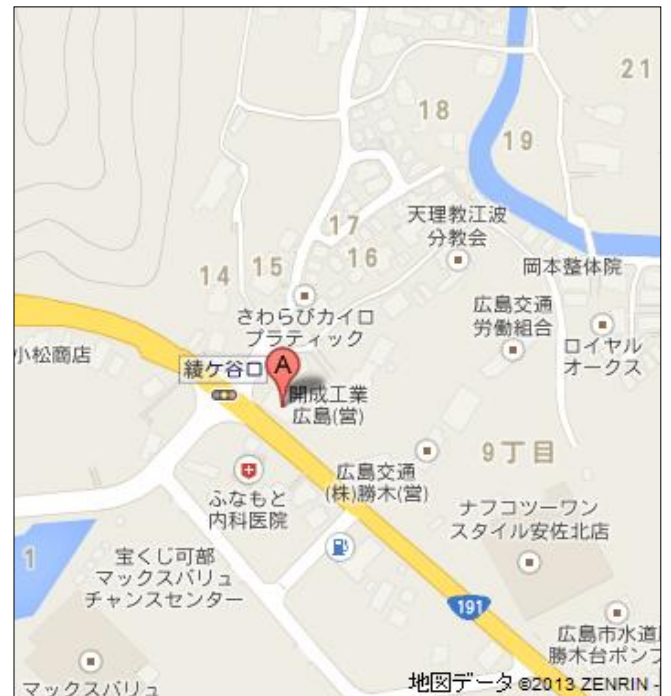 21
18
19
天理教江波
分教会
17
16
岡本整体院
14
15
さわらびカイロ
プラティック
広島交通
労働組合
ロイヤル
オークス
小松商店
綾ケ谷口
A
開成工業
広島(営)
9丁目
広島交通
(株)勝木(営)
ふなもと
内科医院
ナフコツーワン
スタイル安佐北店
1
宝くじ可部
マックスバリュ
チャンスセンター
191
広島市水道
勝木台ポンプ
マックスバリュ
地図データ ©2013 ZENRIN -